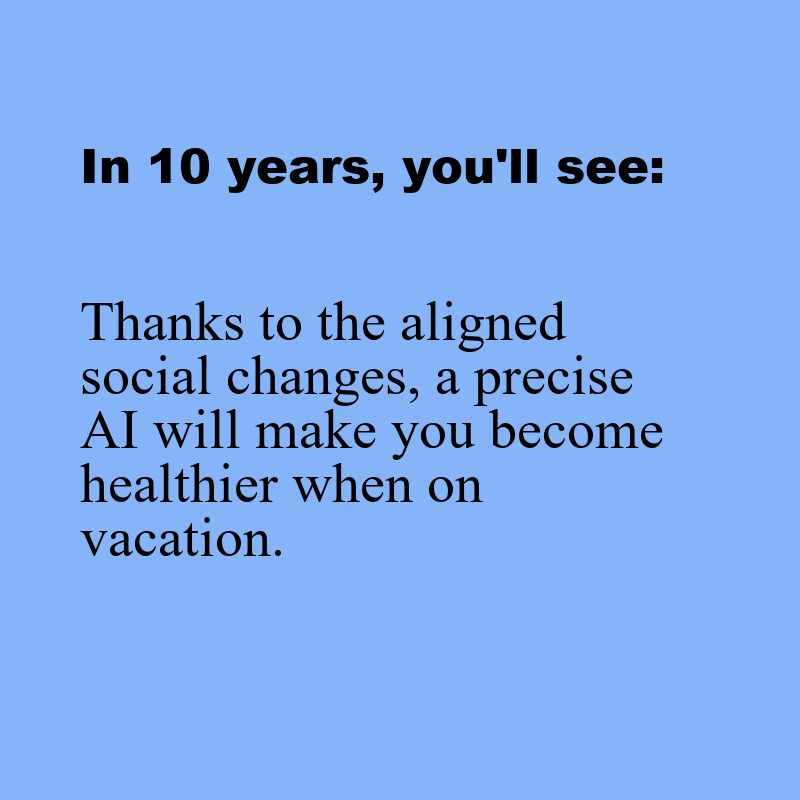 In 10 years, you'll see:
Thanks to the aligned
social changes, a precise
AI will make you become
healthier when on
vacation.